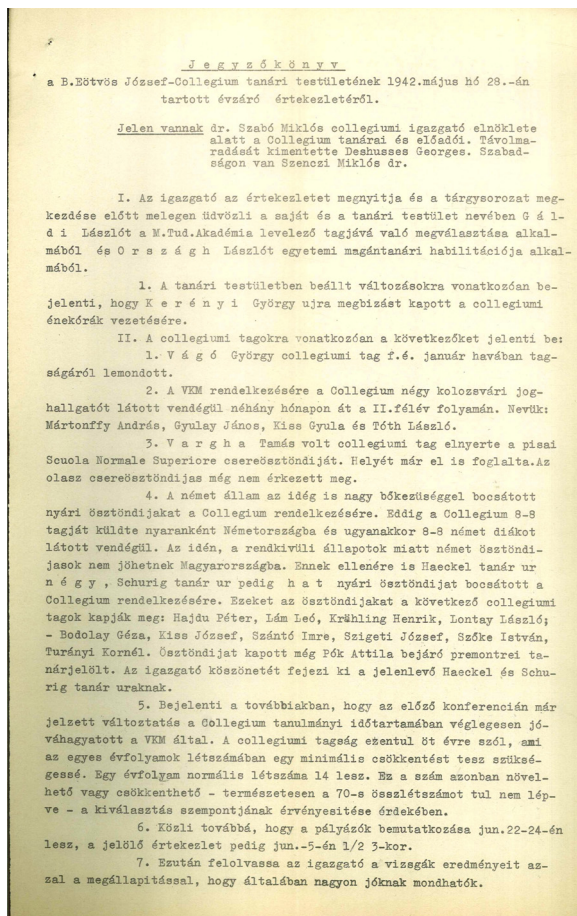 J e g y z ő k ö n y v
a B.Eötvös József-Collegium tanári testületének 1942.május hó 28.-án
tartott évzáró értekezletéről.
Jelen vannak dr. Szabó Miklós collegiumi igazgató elnöklete
alatt a Collegium tanárai és előadói. Távolma-
radását kimentette Deshusses Georges. Szabad-
ságon van Szenczi Miklós dr.
I. Az igazgató az értekezletet megnyitja és a tárgysorozat meg-
kezdése előtt melegen üdvözli a saját és a tanári testület nevében G á l-
d i Lászlót a M.Tud.Akadémia levelező tagjává való megválasztása alkal-
mából és O r s z á g h Lászlót egyetemi magántanári habilitációja alkal-
mából.
1. A tanári testületben beállt változásokra vonatkozóan be-
jelenti, hogy K e r é n y i György ujra megbizást kapott a collegiumi
énekórák vezetésére.
II. A collegiumi tagokra vonatkozóan a következőket jelenti be:
1. V á g ó György collegiumi tag f.é. január havában tag-
ságáról lemondott.
2. A VKM rendelkezésére a Collegium négy kolozsvári jog-
hallgatót látott vendégül néhány hónapon át a II.félév folyamán. Nevük:
Mártonffy András, Gyulay János, Kiss Gyula és Tóth László.
3. V a r g h a Tamás volt collegiumi tag elnyerte a pisai
Scuola Normale Superiore csereösztöndiját. Helyét már el is foglalta.Az
olasz csereösztöndijas még nem érkezett meg.
4. A német állam az idég is nagy bőkezüséggel bocsátott
nyári ösztöndijakat a Collegium rendelkezésére. Eddig a Collegium 8-8
tagját küldte nyaranként Németországba és ugyanakkor 8-8 német diákot
látott vendégül. Az idén, a rendkivüli állapotok miatt német ösztöndi-
jasok nem jöhetnek Magyarországba. Ennek ellenére is Haeckel tanár ur
n é g y , Schurig tanár ur pedig h a t nyári ösztöndijat bocsátott a
Collegium rendelkezésére. Ezeket az ösztöndijakat a következő collegiumi
tagok kapják meg: Hajdu Péter, Lám Leó, Krähling Henrik, Lontay László;
- Bodolay Géza, Kiss József, Szántó Imre, Szigeti József, Szőke István,
Turányi Kornél. Ösztöndijat kapott még Pók Attila bejáró premontrei ta-
nárjelölt. Az igazgató köszönetét fejezi ki a jelenlevő Haeckel és Schu-
rig tanár uraknak.
5. Bejelenti a továbbiakban, hogy az előző konferencián már
jelzett változtatás a Collegium tanulmányi időtartamában véglegesen jó-
váhagyatott a VKM által. A collegiumi tagság ezentul öt évre szól, ami
az egyes évfolyamok létszámában egy minimális csökkentést tesz szüksé-
gessé. Egy évfolyam normális létszáma 14 lesz. Ez a szám azonban növel-
hető vagy csökkenthető - természetesen a 70-s összlétszámot tul nem lép-
ve - a kiválasztás szempontjának érvényesitése érdekében.
6. Közli továbbá, hogy a pályázók bemutatkozása jun.22-24-én
lesz, a jelölő értekezlet pedig jun.-5-én 1/2 3-kor.
7. Ezután felolvassa az igazgató a vizsgák eredményeit az-
zal a megállapitással, hogy általában nagyon jóknak mondhatók.